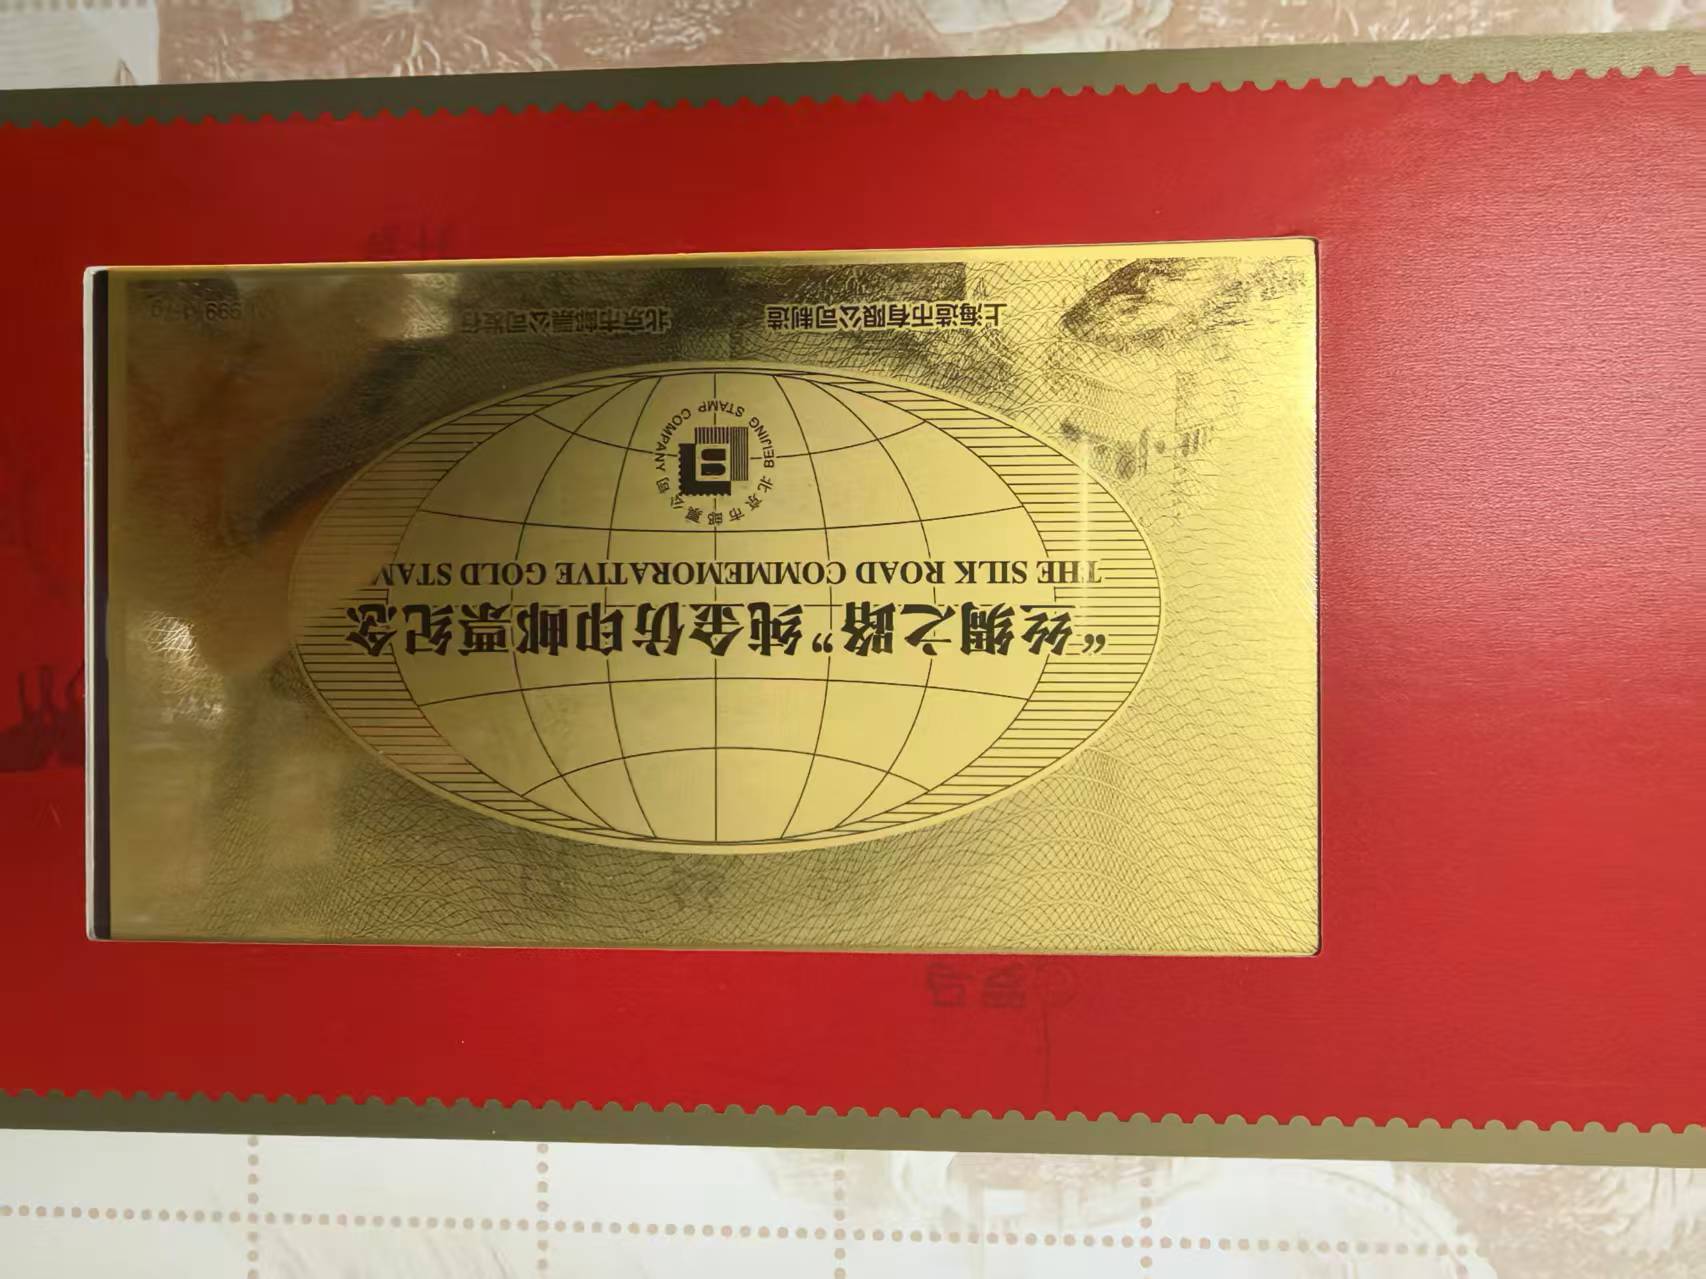 “丝绸之路”纯金仿印邮票纪念
THE SILK ROAD COMMEMORATIVE GOLD STAM
北京市邮票公司
BEIJING STAMP COMPANY
上海造币有限公司制造 北京市邮票公司发行 999